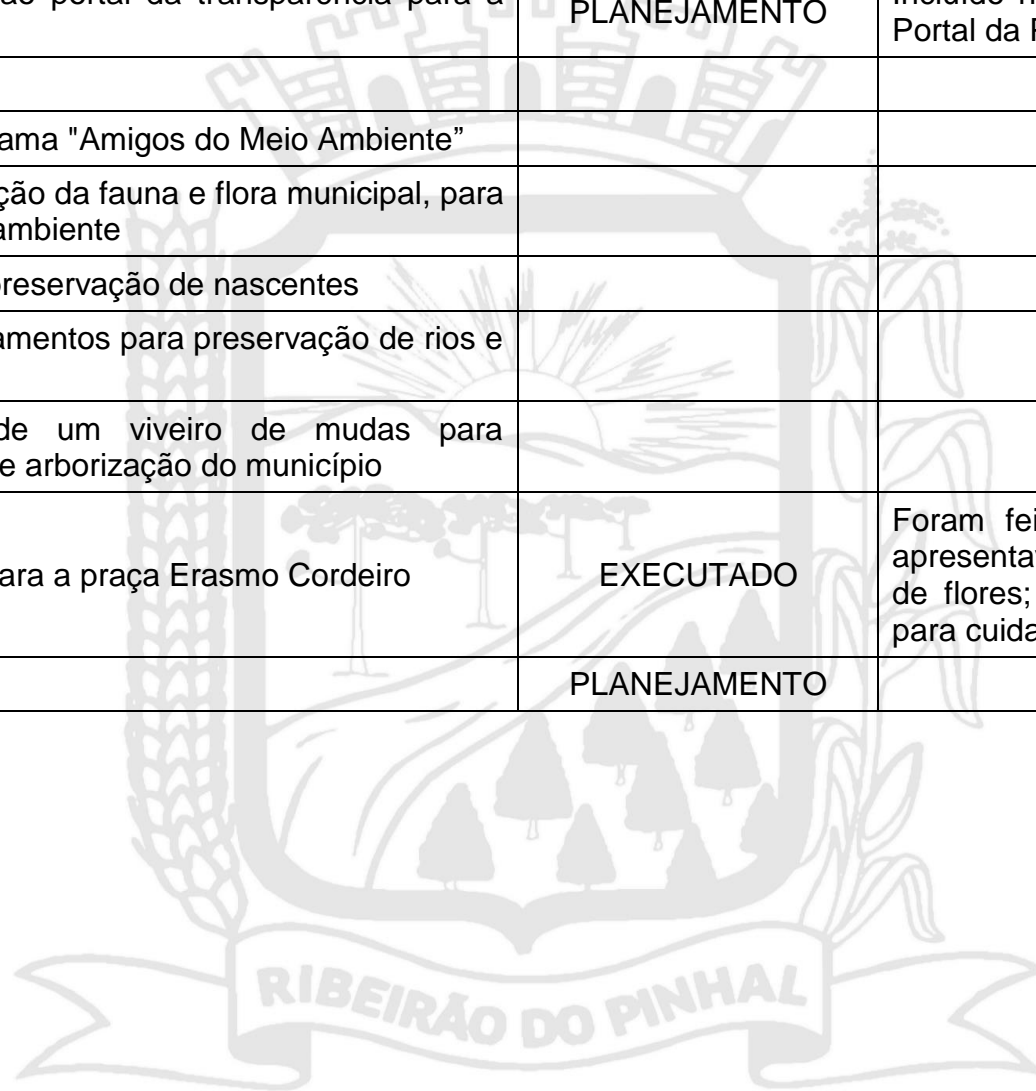 portal da transparência para a
PLANEJAMENTO
Portal da
ama "Amigos do Meio Ambiente”
ção da fauna e flora municipal, para
ambiente
preservação de nascentes
amentos para preservação de rios e
de um viveiro de mudas para
e arborização do município
ara a praça Erasmo Cordeiro
EXECUTADO
Foram fei
apresenta
de flores;
para cuida
PLANEJAMENTO
RIBEIRÃO DO PINHAL